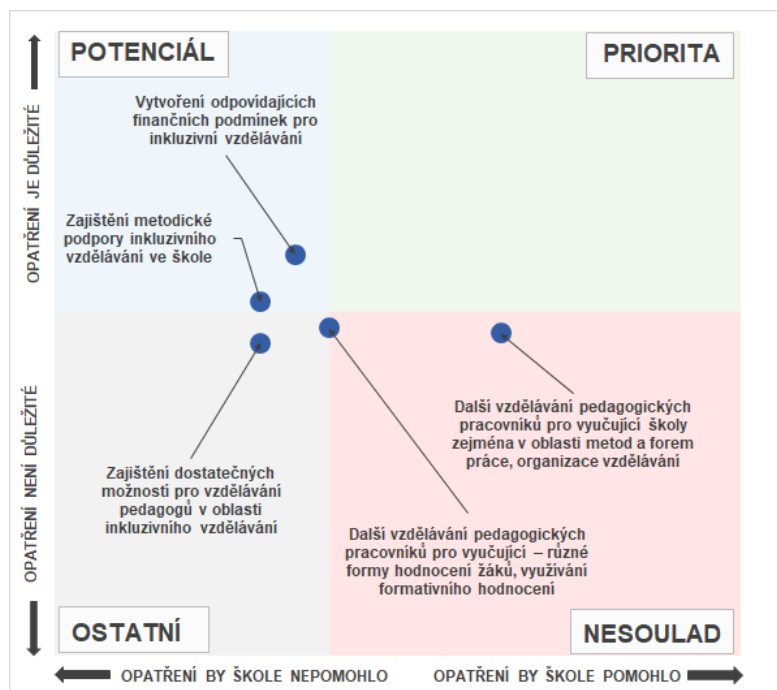 POTENCIÁL
PRIORITA
Vytvoření odpovídajících
finančních podmínek pro
inkluzivní vzdělávání
Zajištění metodické
podpory inkluzivního
vzdělávání ve škole
OPATŘENÍ JE DŮLEŽITÉ
OPATŘENÍ NENÍ DŮLEŽITÉ
Další vzdělávání pedagogických
pracovníků pro vyučující školy
zejména v oblasti metod a forem
práce, organizace vzdělávání
Zajištění dostatečných
možností pro vzdělávání
pedagogů v oblasti
inkluzivního vzdělávání
Další vzdělávání pedagogických
pracovníků pro vyučující – různé
formy hodnocení žáků, využívání
formativního hodnocení
OSTATNÍ
NESOULAD
OPATŘENÍ BY ŠKOLE NEPOMOHLO
OPATŘENÍ BY ŠKOLE POMOHLO